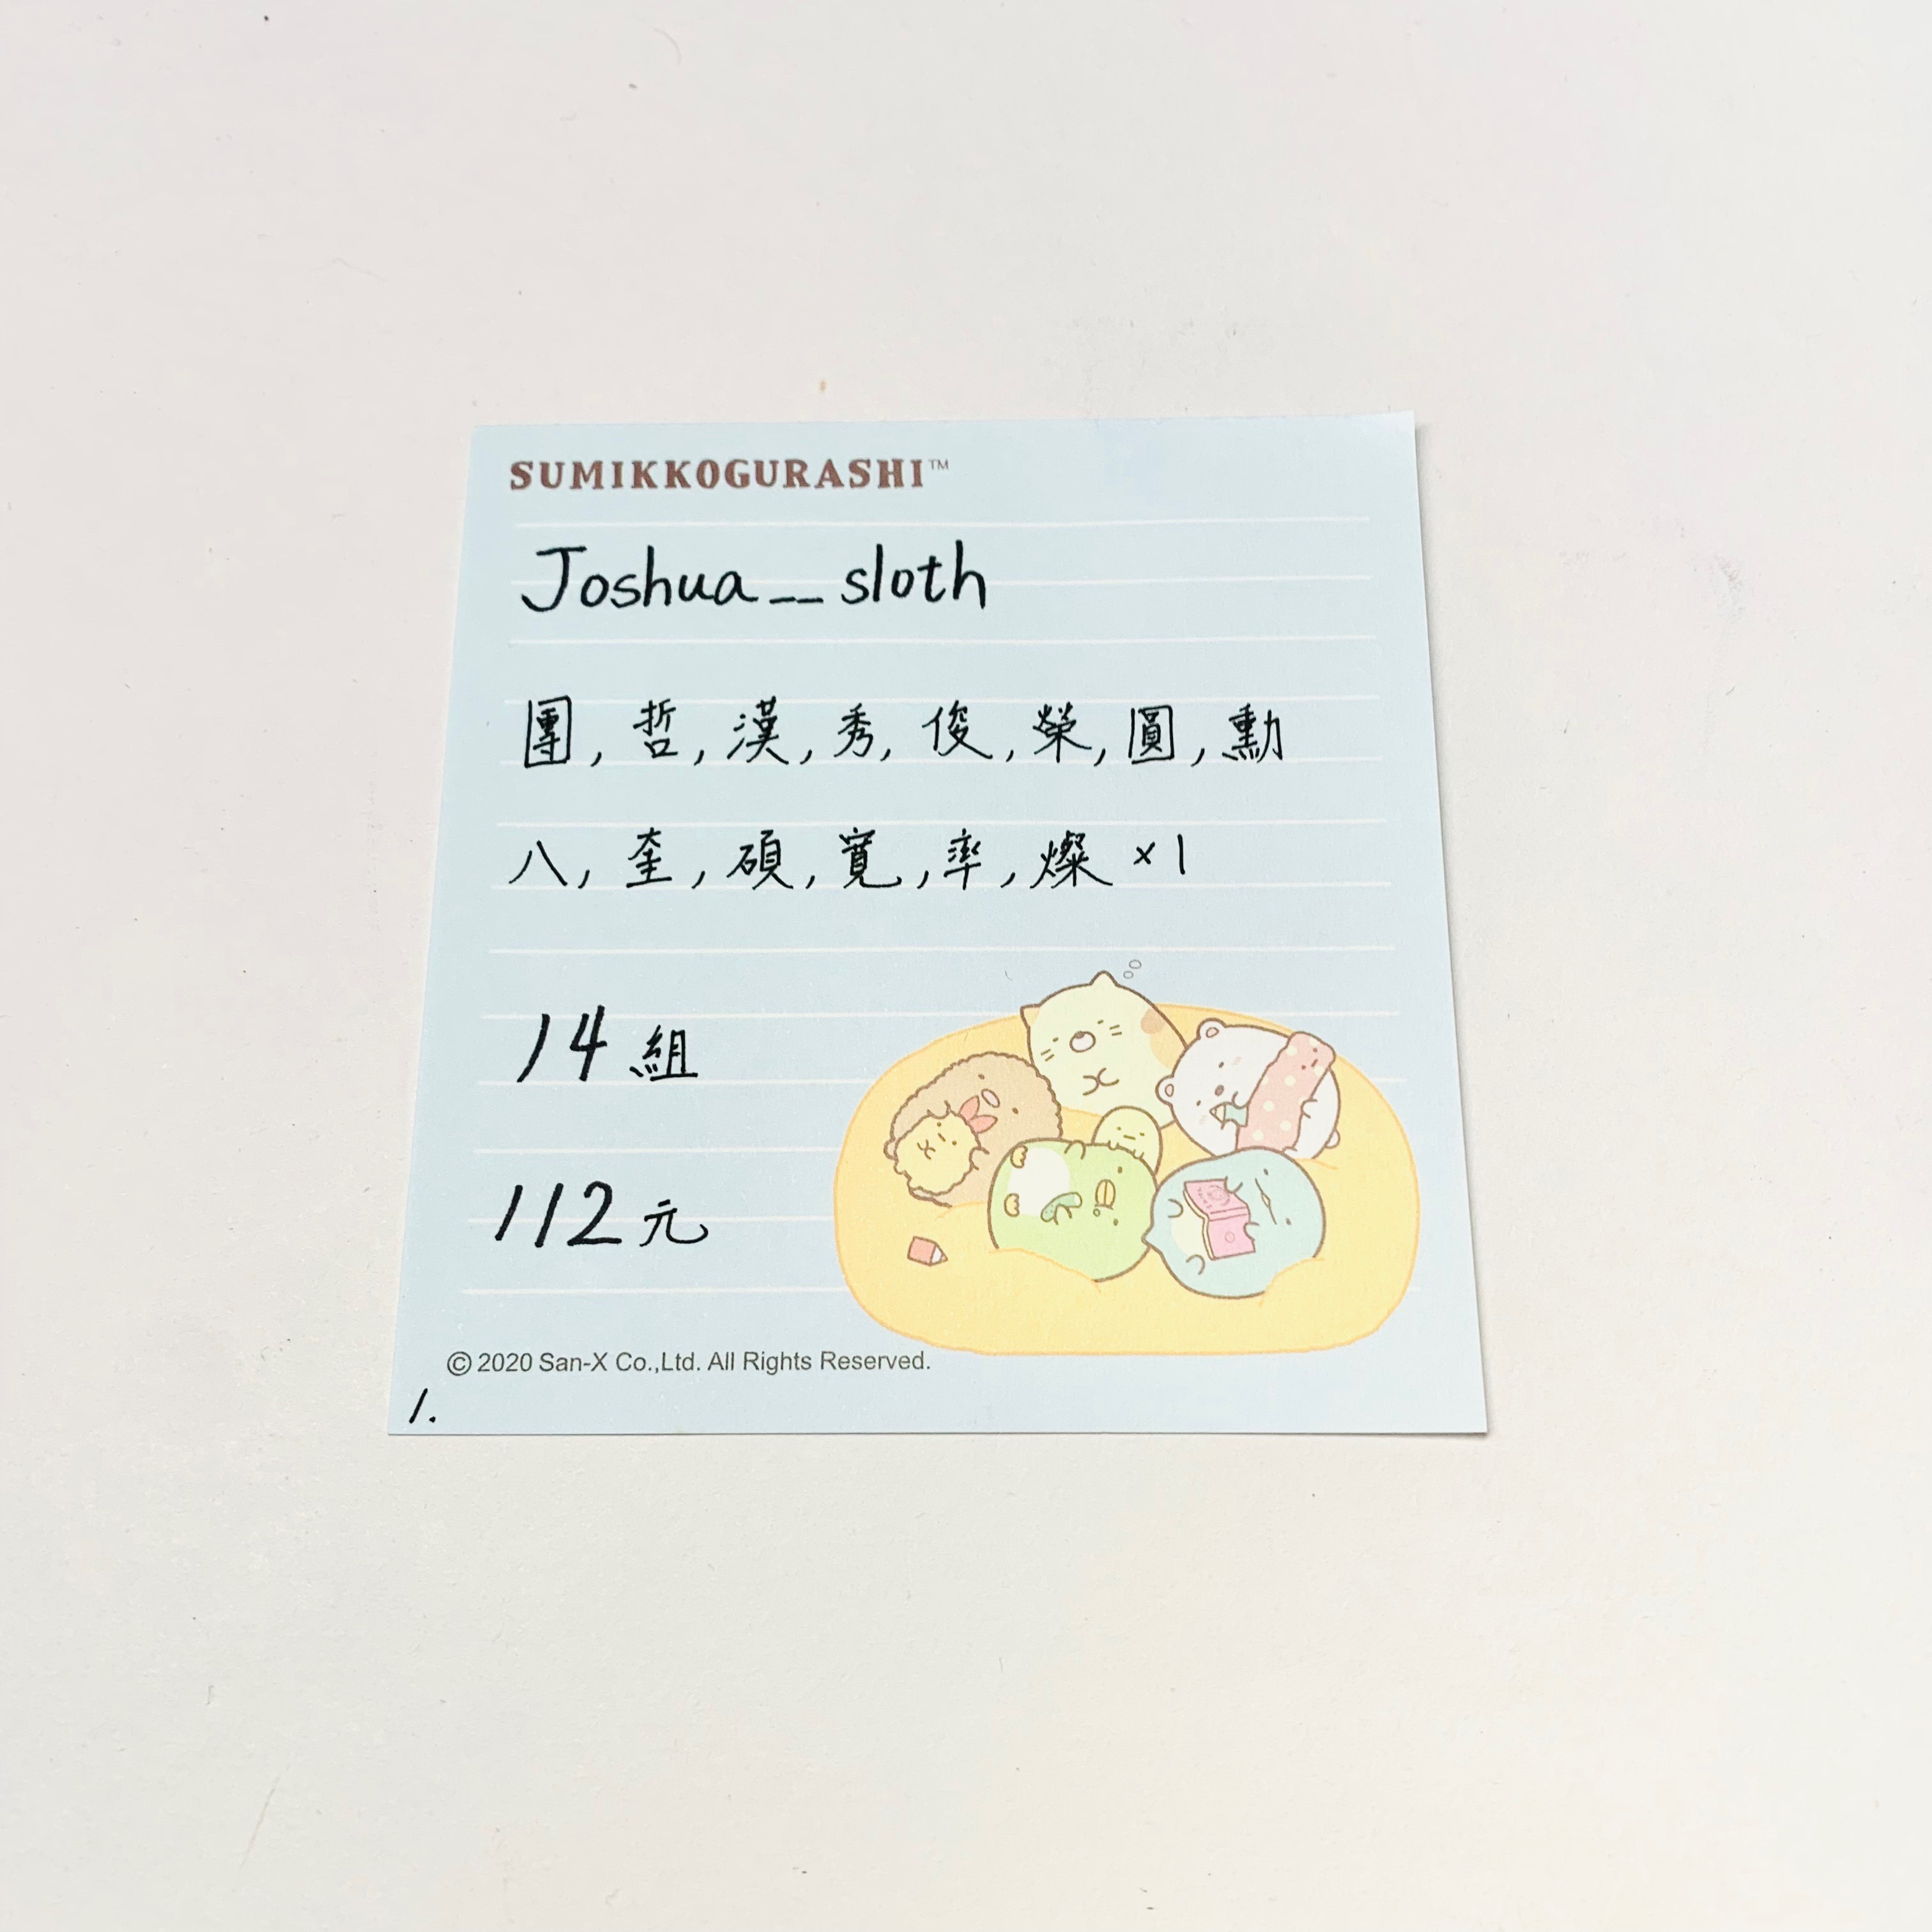 SUMIKKOGURASHI™
Joshua__sloth
團,哲,漢,秀,俊,榮,圓,勳
八,奎,碩,寬,率,燦×1
14組
112元
© 2020 San-X Co.,Ltd. All Rights Reserved.
1.